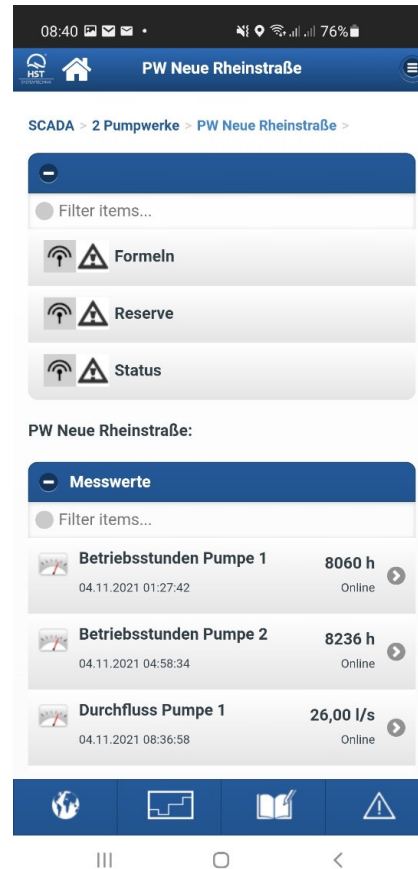 08:40
76%
HST
PW Neue Rheinstraße
SCADA > 2 Pumpwerke > PW Neue Rheinstraße >
Filter items...
Formeln
Reserve
Status
PW Neue Rheinstraße:
Messwerte
Filter items...
Betriebsstunden Pumpe 1
8060 h
04.11.2021 01:27:42
Online
Betriebsstunden Pumpe 2
8236 h
04.11.2021 04:58:34
Online
Durchfluss Pumpe 1
26,00 l/s
04.11.2021 08:36:58
Online